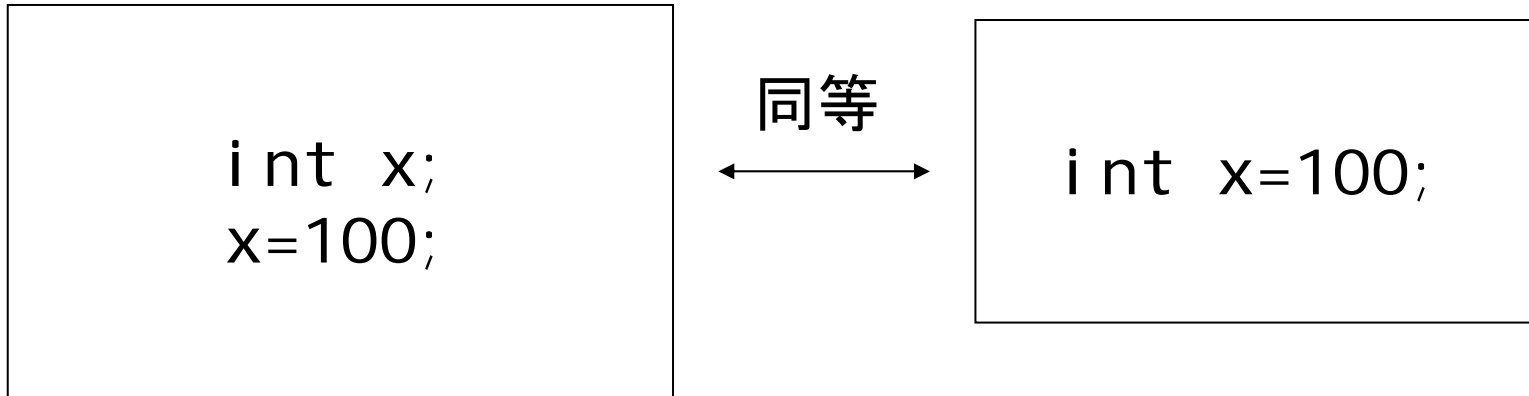 int x;
x=100;
同等
int x=100;